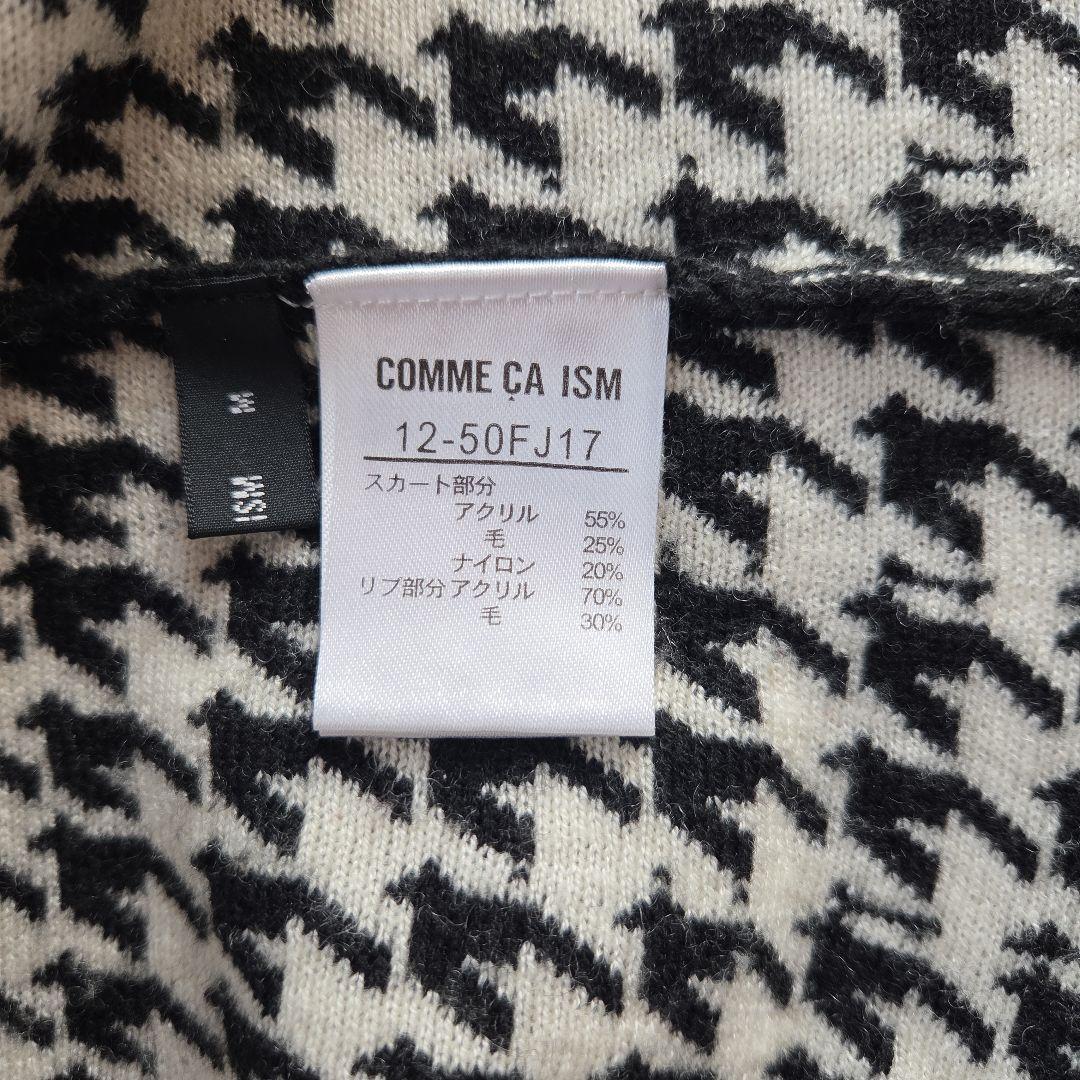 COMME ÇA ISM
12-50FJ17
スカート部分
アクリル 55%
毛 25%
ナイロン 20%
リブ部分 アクリル 70%
毛 30%
M
ISM